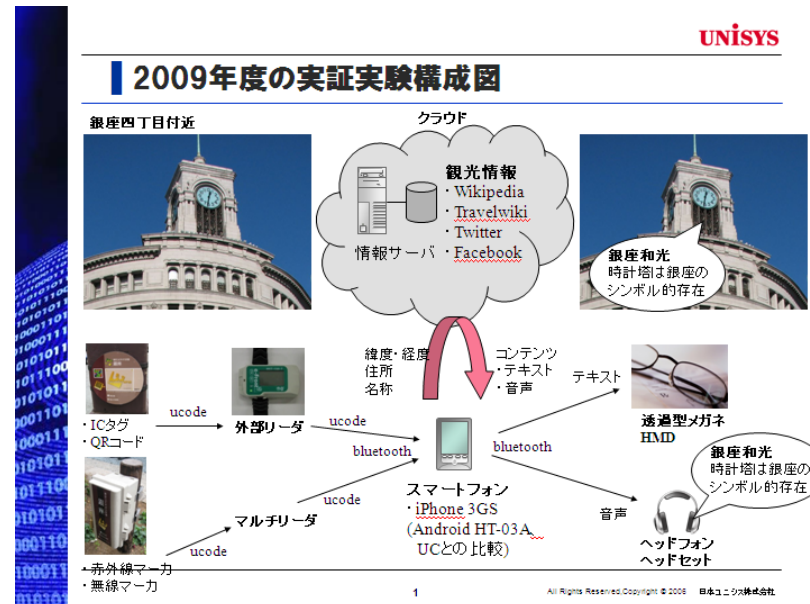 UNISYS
2009年度の実証実験構成図
銀座四丁目付近
クラウド
観光情報
・Wikipedia
・Travelwiki
・Twitter
・Facebook
情報サーバ
銀座和光
時計塔は銀座の
シンボル的存在
緯度・経度
住所
名称
コンテンツ
・テキスト
・音声
・ICタグ
・QRコード
ucode
外部リーダ
ucode
bluetooth
スマートフォン
・iPhone 3GS
(Android HT-03A、
UCとの比較)
bluetooth
テキスト
透過型メガネ
HMD
・赤外線マーカ
・無線マーカ
ucode
マルチリーダ
ucode
音声
ヘッドフォン
ヘッドセット
銀座和光
時計塔は銀座の
シンボル的存在
1
All Rights Reserved,Copyright © 2008 日本ユニシス株式会社